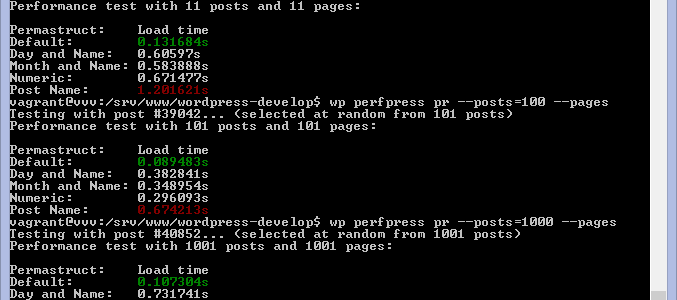 Performance test with 11 posts and 11 pages:
Permastruct: Load time
Default: 0.131684s
Day and Name: 0.60597s
Month and Name: 0.583888s
Numeric: 0.671477s
Post Name: 1.201621s
vagrant@vvv:/srv/www/wordpress-develop$ wp perfpress pr --posts=100 --pages
Testing with post #39042... (selected at random from 101 posts)
Performance test with 101 posts and 101 pages:
Permastruct: Load time
Default: 0.089483s
Day and Name: 0.382841s
Month and Name: 0.348954s
Numeric: 0.296093s
Post Name: 0.674213s
vagrant@vvv:/srv/www/wordpress-develop$ wp perfpress pr --posts=1000 --pages
Testing with post #40852... (selected at random from 1001 posts)
Performance test with 1001 posts and 1001 pages:
Permastruct: Load time
Default: 0.107304s
Day and Name: 0.731741s